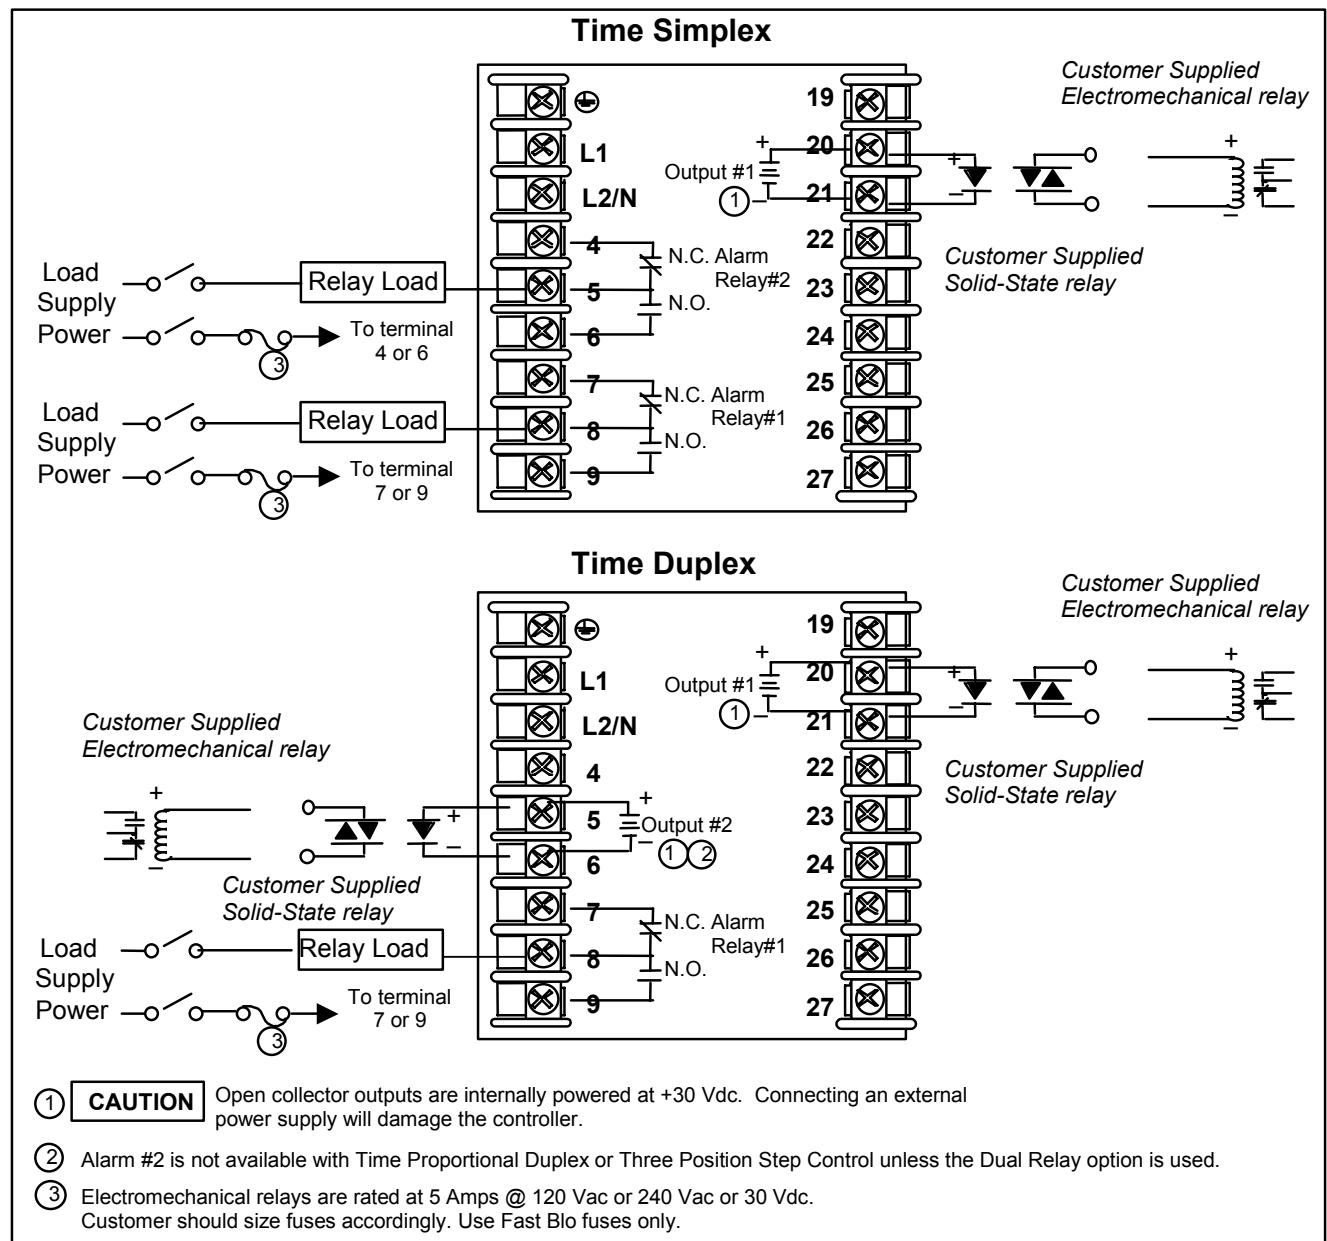 Time Simplex
Customer Supplied
Electromechanical relay
19
L1
+
20
+
+
Output #1
L2/N
1
–
21
–
–
4
N.C. Alarm
Relay#2
22
Customer Supplied
Solid-State relay
Load
Supply
Power
Relay Load
5
N.O.
23
3
To terminal
4 or 6
6
24
7
N.C. Alarm
Relay#1
25
Load
Supply
Power
Relay Load
8
N.O.
26
3
To terminal
7 or 9
9
27
Time Duplex
Customer Supplied
Electromechanical relay
19
L1
+
20
+
+
Output #1
L2/N
1
–
21
–
–
Customer Supplied
Electromechanical relay
4
22
Customer Supplied
Solid-State relay
+
–
+
–
5
+
Output #2
–
1 2
23
6
24
Customer Supplied
Solid-State relay
7
N.C. Alarm
Relay#1
25
Load
Supply
Power
Relay Load
8
N.O.
26
3
To terminal
7 or 9
9
27
1 CAUTION Open collector outputs are internally powered at +30 Vdc. Connecting an external
power supply will damage the controller.
2 Alarm #2 is not available with Time Proportional Duplex or Three Position Step Control unless the Dual Relay option is used.
3 Electromechanical relays are rated at 5 Amps @ 120 Vac or 240 Vac or 30 Vdc.
Customer should size fuses accordingly. Use Fast Blo fuses only.